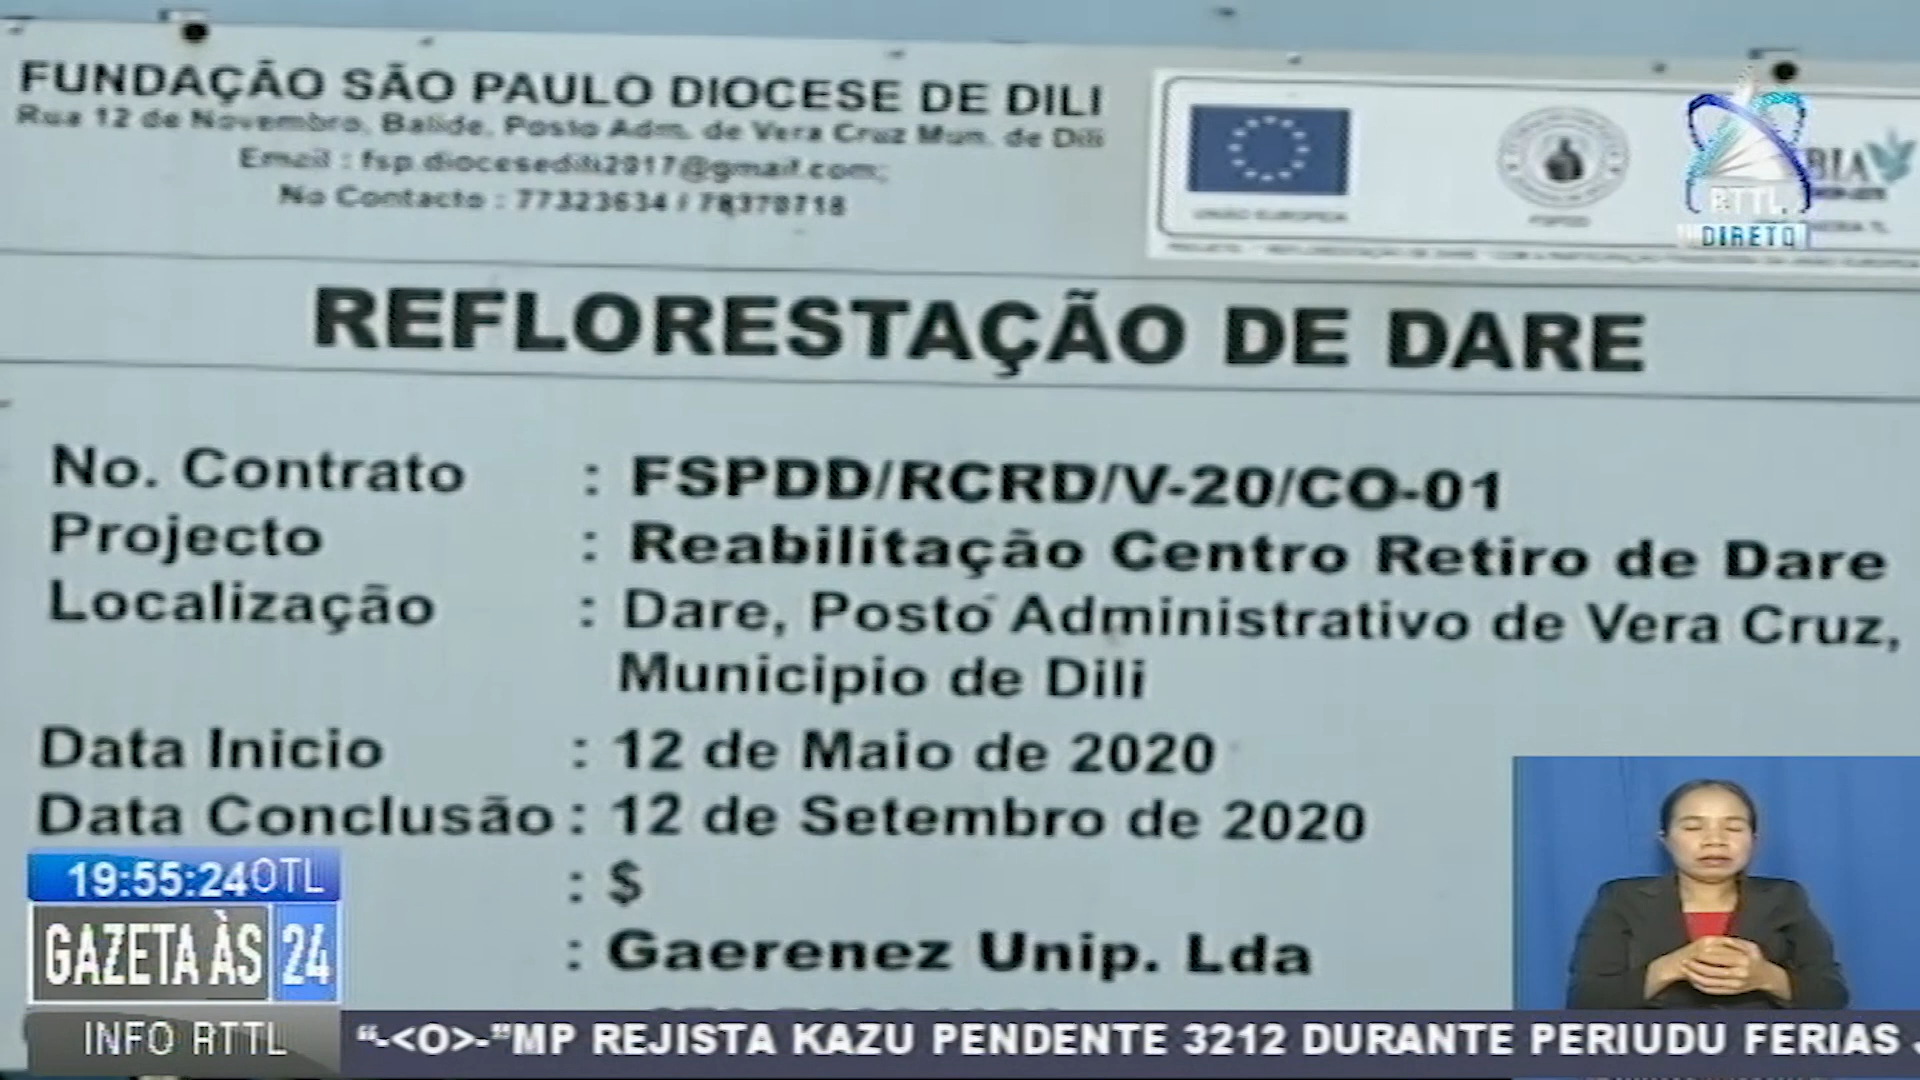 FUNDAÇÃO SÃO PAULO DIOCESE DE DILI
Rua 12 de Novembro, Balide, Posto Adm. de Vera Cruz Mun. de Dili
Email : fsp.diocesedili2017@gmail.com;
No Contacto : 77323634 / 78370718
UNIÃO EUROPEIA
FSPDD
RTTL
DIRETO
REFLORESTAÇÃO DE DARE
No. Contrato : FSPDD/RCRD/V-20/CO-01
Projecto : Reabilitação Centro Retiro de Dare
Localização : Dare, Posto Administrativo de Vera Cruz,
Municipio de Dili
Data Inicio : 12 de Maio de 2020
Data Conclusão : 12 de Setembro de 2020
: $
: Gaerenez Unip. Lda
19:55:24 OTL
GAZETA ÀS 24
INFO RTTL
“-<O>-”MP REJISTA KAZU PENDENTE 3212 DURANTE PERIUDU FERIAS